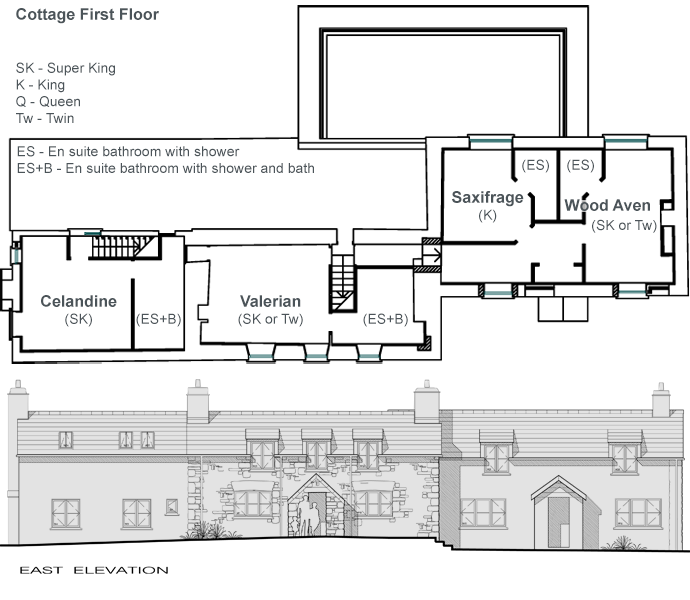 Cottage First Floor
SK - Super King
K - King
Q - Queen
Tw - Twin
ES - En suite bathroom with shower
ES+B - En suite bathroom with shower and bath
(ES)
(ES)
Saxifrage
(K)
Wood Aven
(SK or Tw)
Celandine
(SK)
(ES+B)
Valerian
(SK or Tw)
(ES+B)
EAST ELEVATION